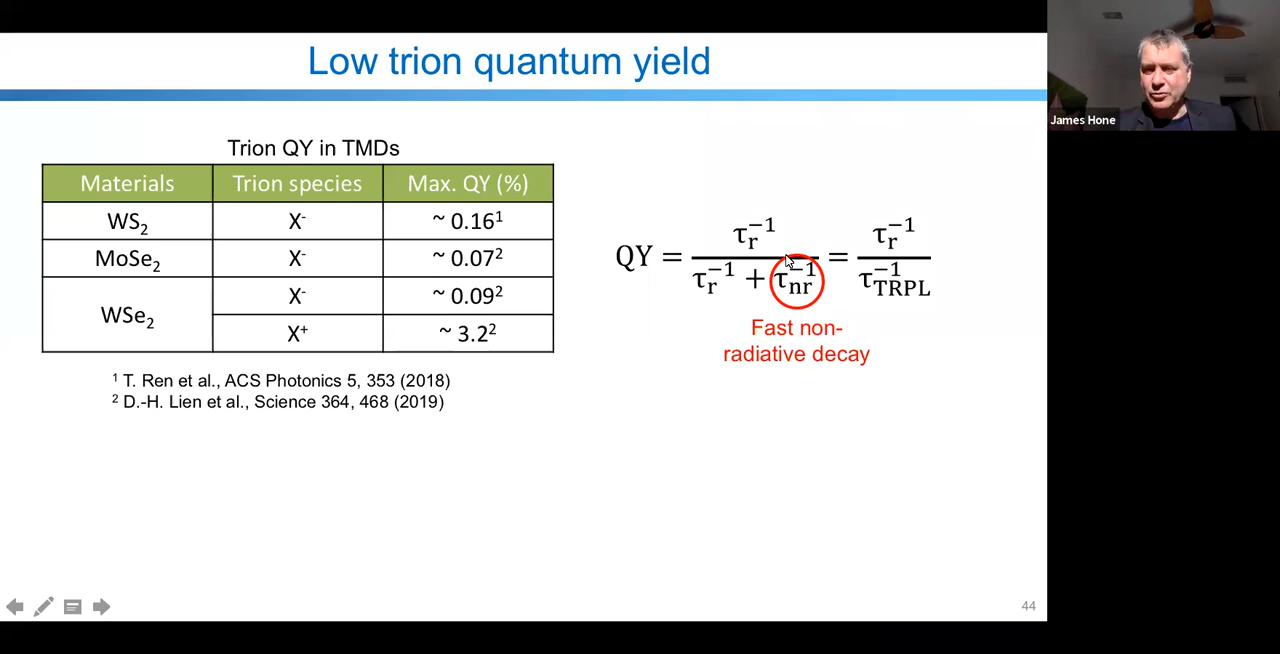 Low trion quantum yield
James Hone
Trion QY in TMDs
Materials Trion species Max. QY (%)
WS₂ X⁻ ~ 0.16¹
MoSe₂ X⁻ ~ 0.07²
WSe₂ X⁻ ~ 0.09²
X⁺ ~ 3.2²
QY = τᵣ⁻¹ / (τᵣ⁻¹ + τₙᵣ⁻¹) = τᵣ⁻¹ / τ_TRPL⁻¹
Fast non-
radiative decay
¹ T. Ren et al., ACS Photonics 5, 353 (2018)
² D.-H. Lien et al., Science 364, 468 (2019)
44